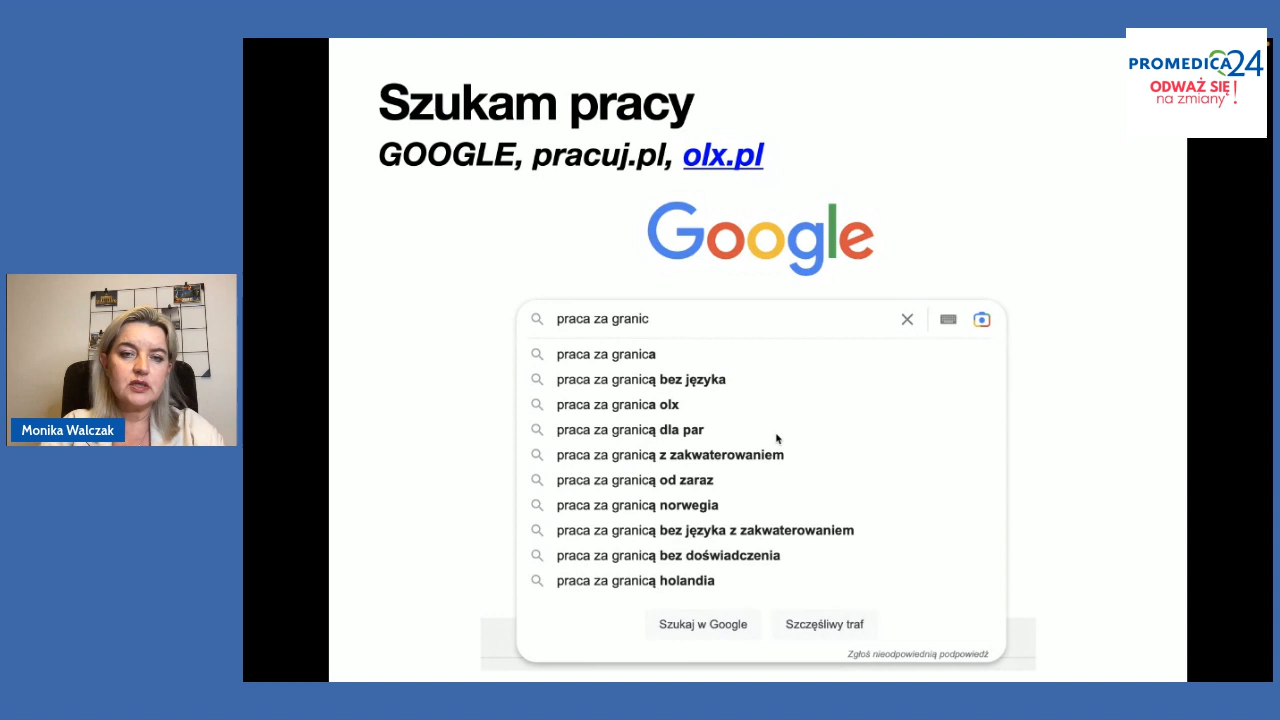 PROMEDICA24
ODWAŻ SIĘ
na zmiany!
Szukam pracy
GOOGLE, pracuj.pl, olx.pl
Google
praca za granic
praca za granica
praca za granicą bez języka
praca za granica olx
praca za granicą dla par
praca za granicą z zakwaterowaniem
praca za granicą od zaraz
praca za granicą norwegia
praca za granicą bez języka z zakwaterowaniem
praca za granicą bez doświadczenia
praca za granicą holandia
Szukaj w Google Szczęśliwy traf
Zgłoś nieodpowiednią podpowiedź
Monika Walczak